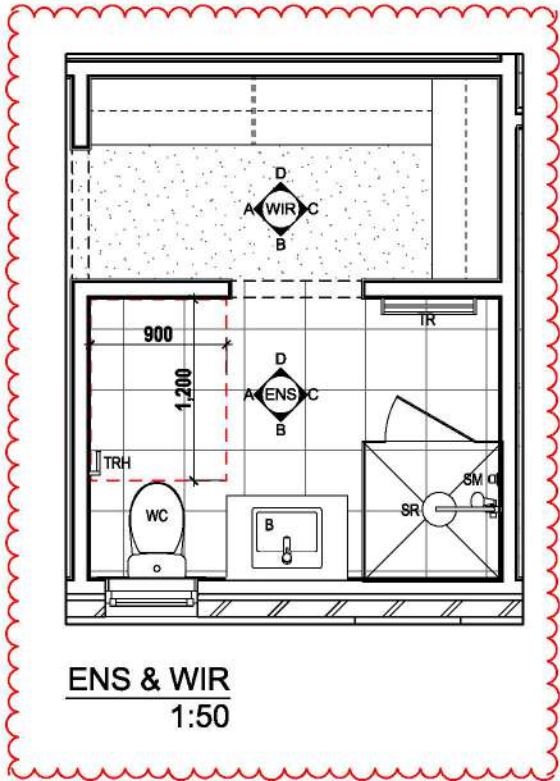 D
A WIR C
B
TR
900
1,200
D
A ENS C
B
TRH
WC
B
SM
SR
ENS & WIR
1:50